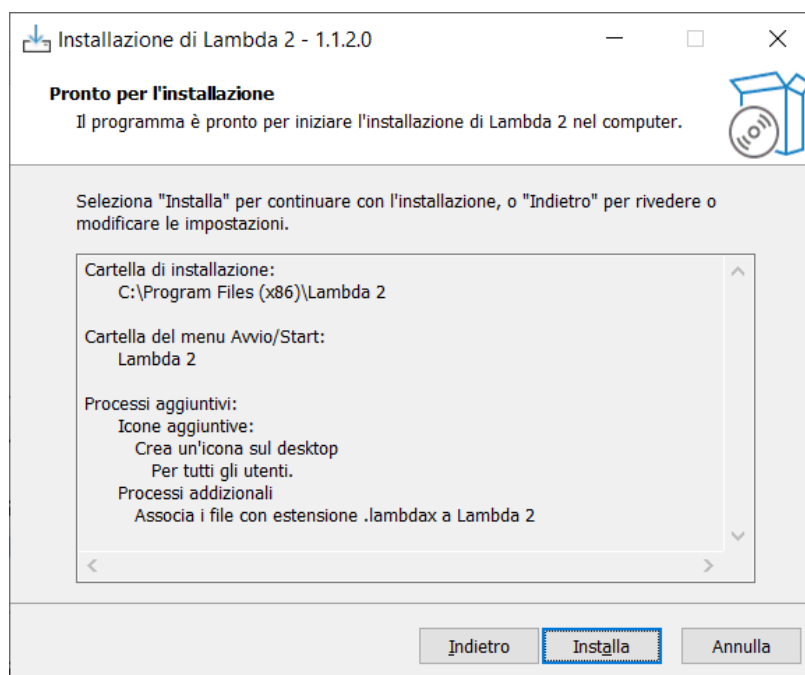 Installazione di Lambda 2 - 1.1.2.0
Pronto per l'installazione
Il programma è pronto per iniziare l'installazione di Lambda 2 nel computer.
Seleziona "Installa" per continuare con l'installazione, o "Indietro" per rivedere o
modificare le impostazioni.
Cartella di installazione:
C:\Program Files (x86)\Lambda 2
Cartella del menu Avvio/Start:
Lambda 2
Processi aggiuntivi:
Icone aggiuntive:
Crea un'icona sul desktop
Per tutti gli utenti.
Processi addizionali
Associa i file con estensione .lambdax a Lambda 2
Indietro
Installa
Annulla